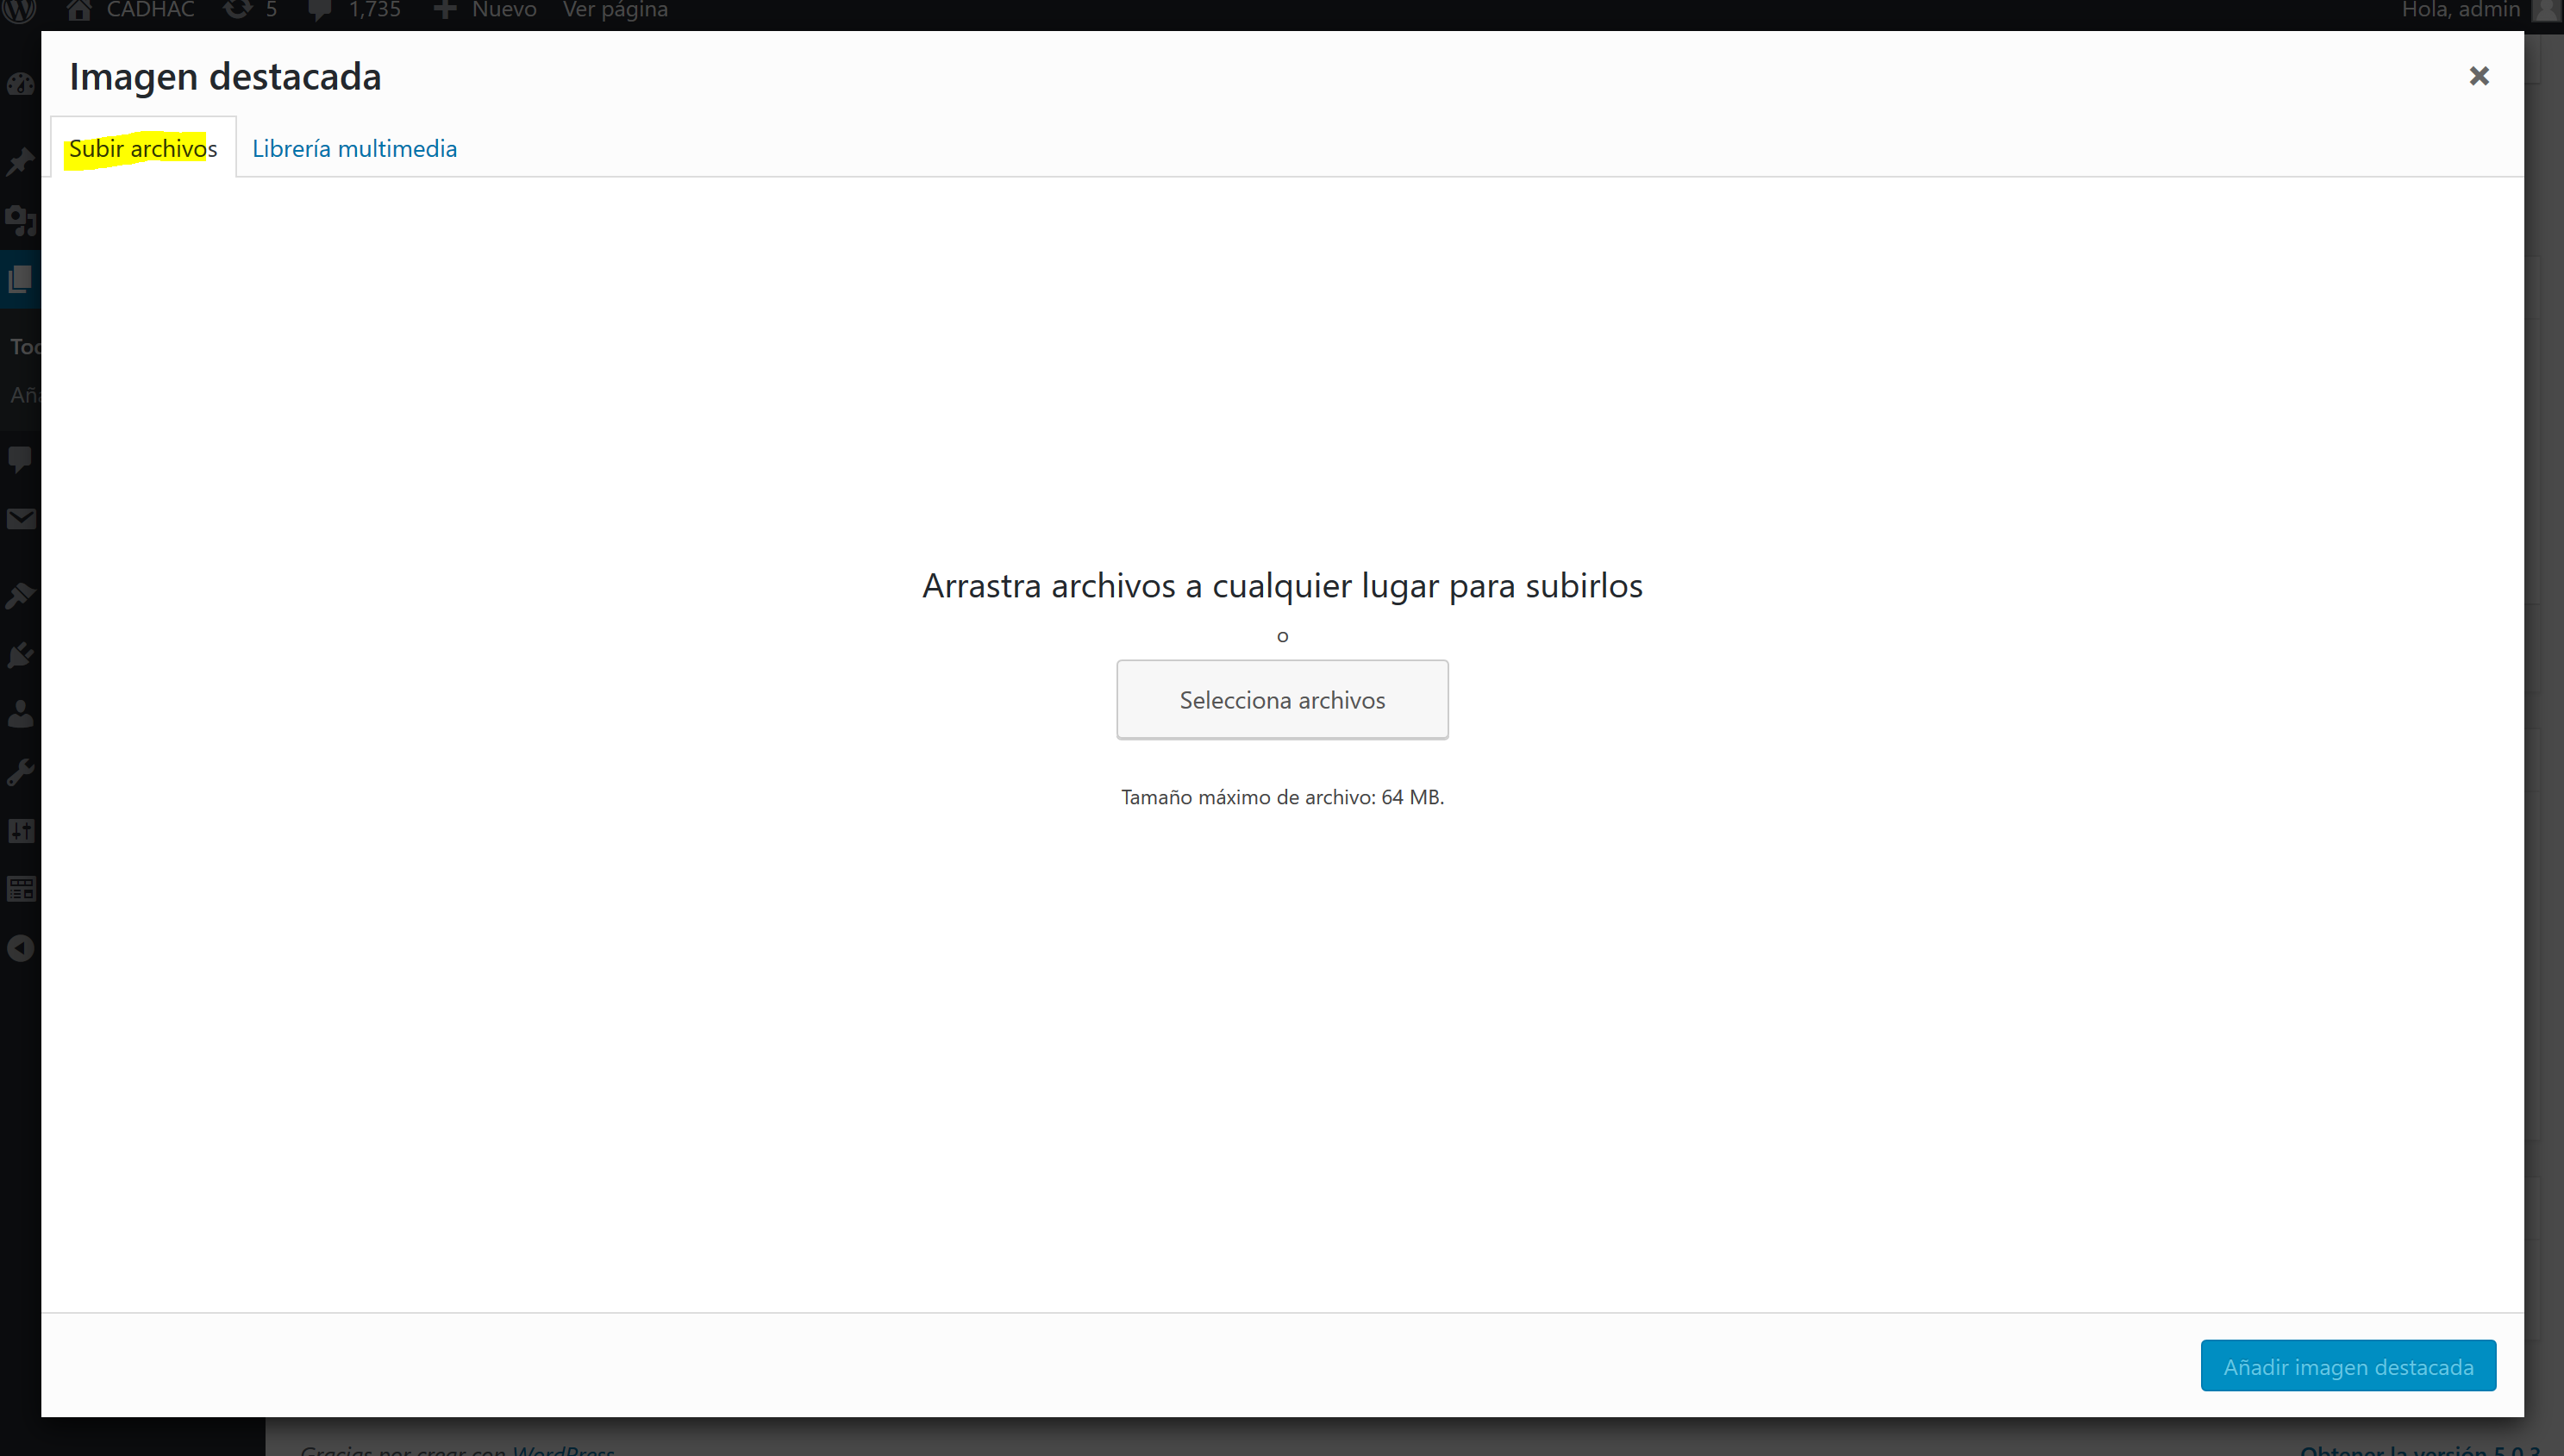 CADHAC 5 1,735 Nuevo Ver página Hola, admin
Imagen destacada
Subir archivos Librería multimedia
Arrastra archivos a cualquier lugar para subirlos
o
Selecciona archivos
Tamaño máximo de archivo: 64 MB.
Añadir imagen destacada
Gracias por crear con WordPress
Obtener la versión 5.0.3